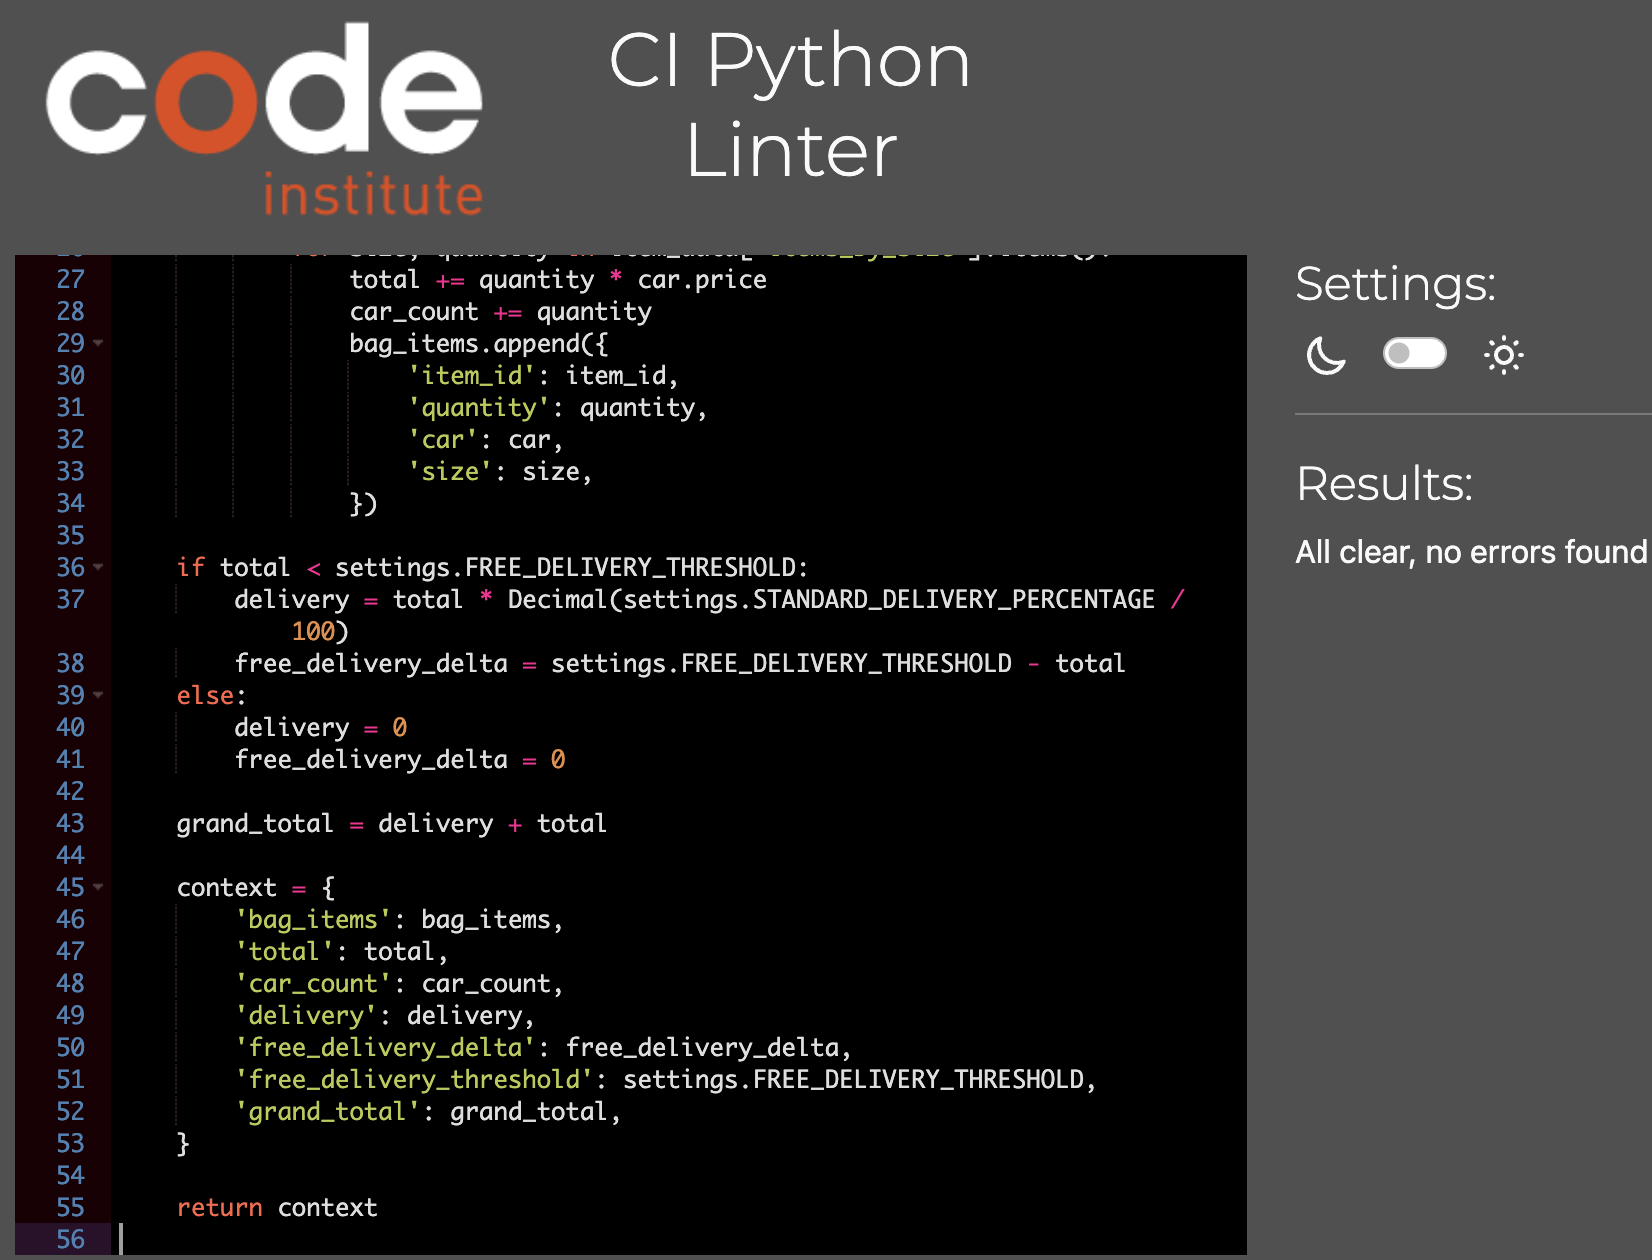 code
institute
CI Python
Linter
27 total += quantity * car.price
28 car_count += quantity
29 bag_items.append({
30 'item_id': item_id,
31 'quantity': quantity,
32 'car': car,
33 'size': size,
34 })
35
36 if total < settings.FREE_DELIVERY_THRESHOLD:
37 delivery = total * Decimal(settings.STANDARD_DELIVERY_PERCENTAGE /
100)
38 free_delivery_delta = settings.FREE_DELIVERY_THRESHOLD - total
39 else:
40 delivery = 0
41 free_delivery_delta = 0
42
43 grand_total = delivery + total
44
45 context = {
46 'bag_items': bag_items,
47 'total': total,
48 'car_count': car_count,
49 'delivery': delivery,
50 'free_delivery_delta': free_delivery_delta,
51 'free_delivery_threshold': settings.FREE_DELIVERY_THRESHOLD,
52 'grand_total': grand_total,
53 }
54
55 return context
56
Settings:
Results:
All clear, no errors found